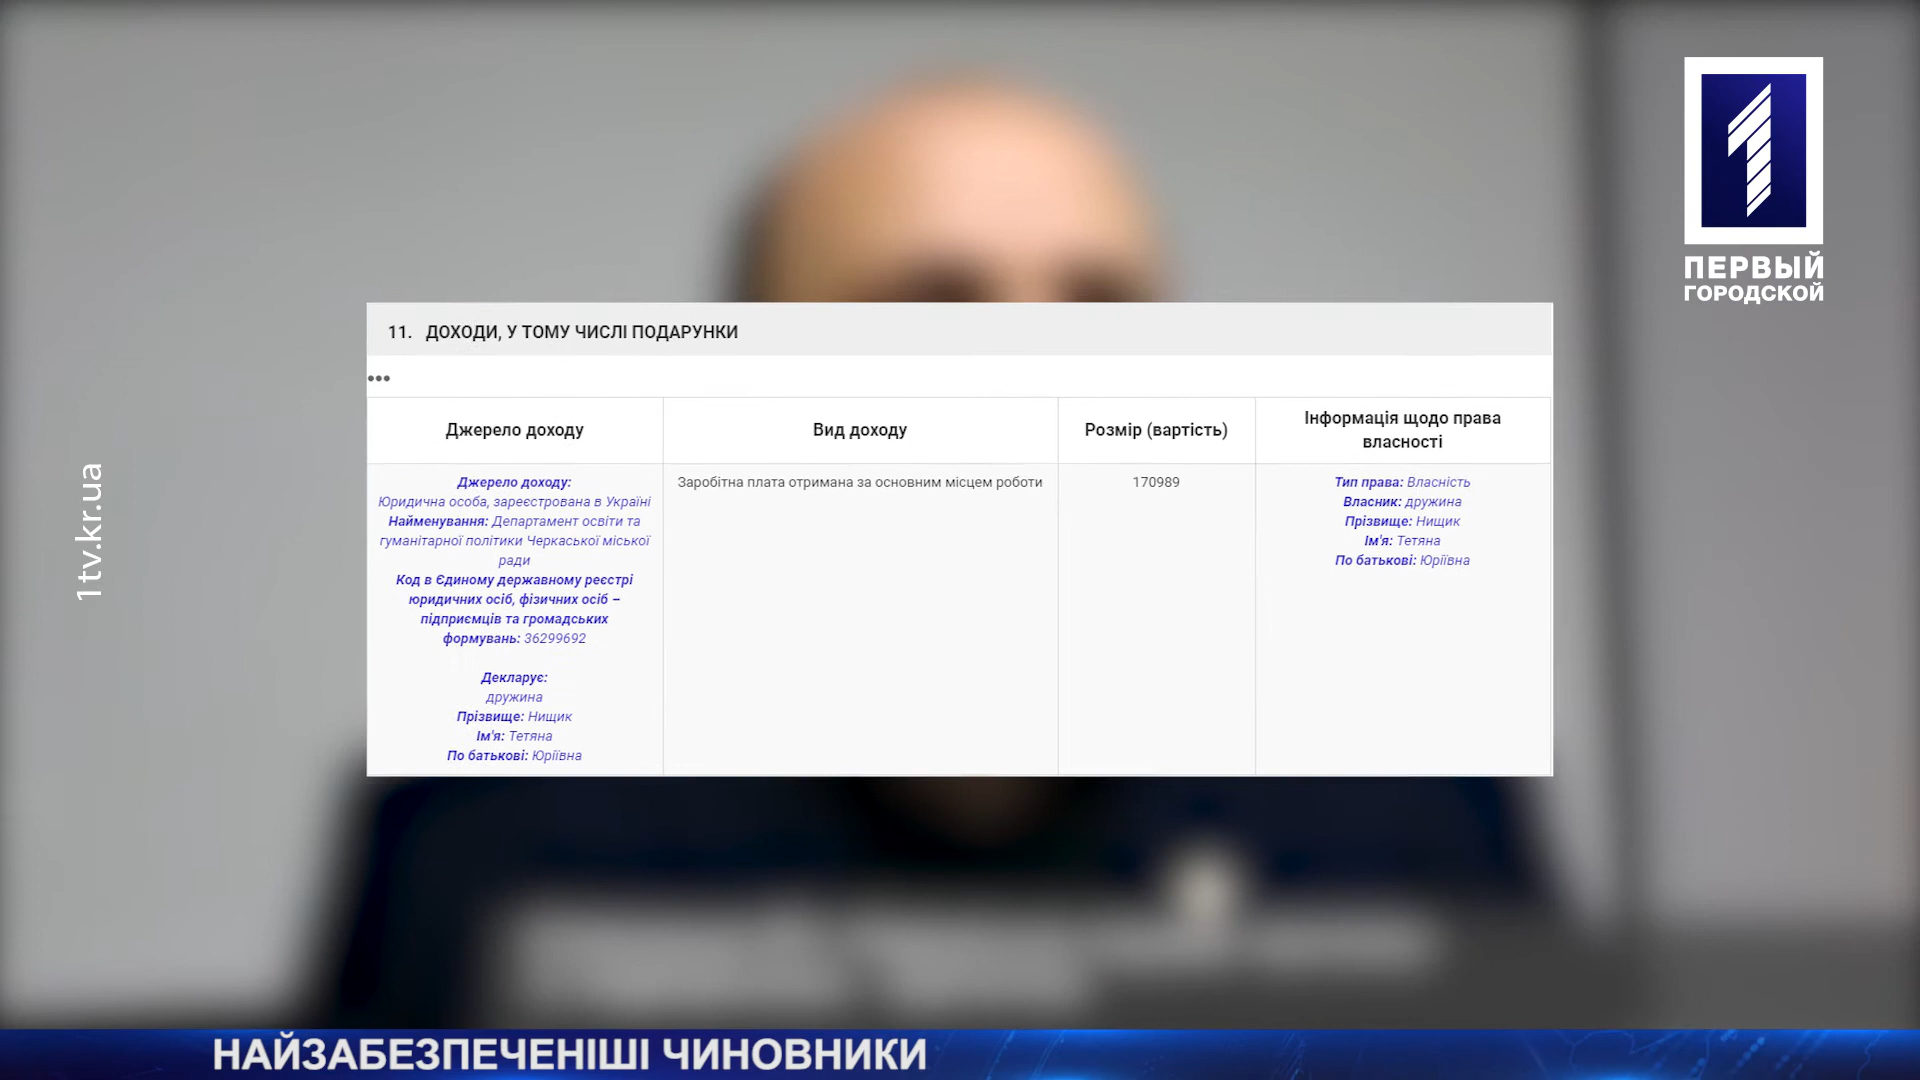 ПЕРВЫЙ
ГОРОДСКОЙ
1tv.kr.ua
11. ДОХОДИ, У ТОМУ ЧИСЛІ ПОДАРУНКИ
•••
Джерело доходу
Вид доходу
Розмір (вартість)
Інформація щодо права
власності
Джерело доходу:
Юридична особа, зареєстрована в Україні
Найменування: Департамент освіти та
гуманітарної політики Черкаської міської
ради
Код в Єдиному державному реєстрі
юридичних осіб, фізичних осіб –
підприємців та громадських
формувань: 36299692
Декларує:
дружина
Прізвище: Нищик
Ім'я: Тетяна
По батькові: Юріївна
Заробітна плата отримана за основним місцем роботи
170989
Тип права: Власність
Власник: дружина
Прізвище: Нищик
Ім'я: Тетяна
По батькові: Юріївна
НАЙЗАБЕЗПЕЧЕНІШІ ЧИНОВНИКИ